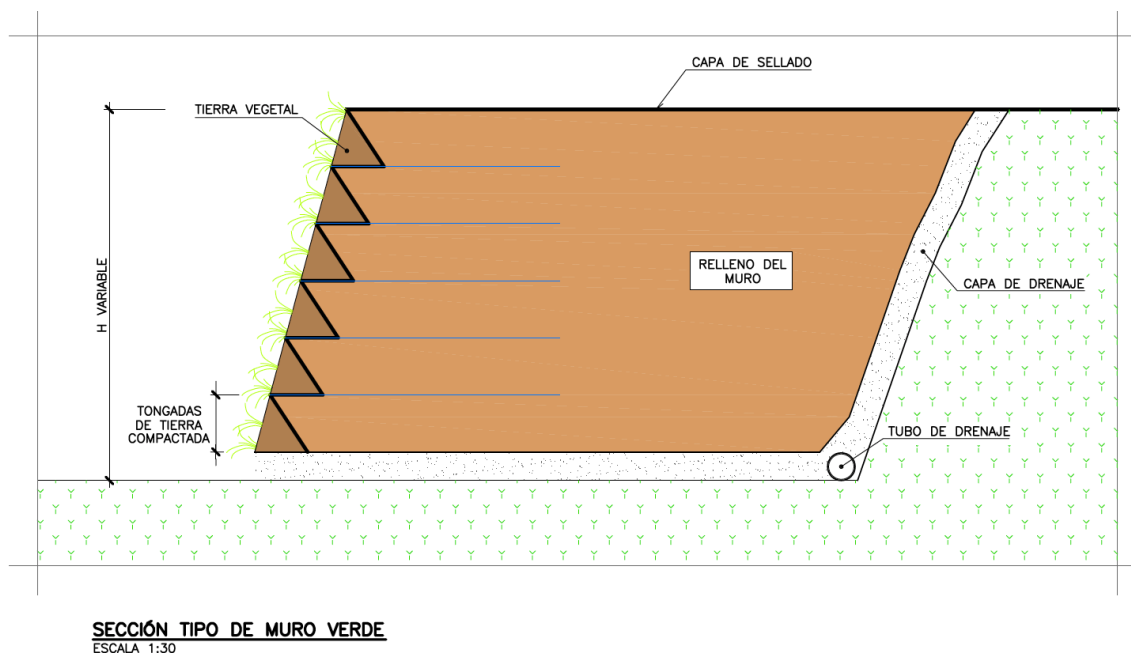 CAPA DE SELLADO
TIERRA VEGETAL
H VARIABLE
RELLENO DEL
MURO
CAPA DE DRENAJE
TONGADAS
DE TIERRA
COMPACTADA
TUBO DE DRENAJE
SECCIÓN TIPO DE MURO VERDE
ESCALA 1:30